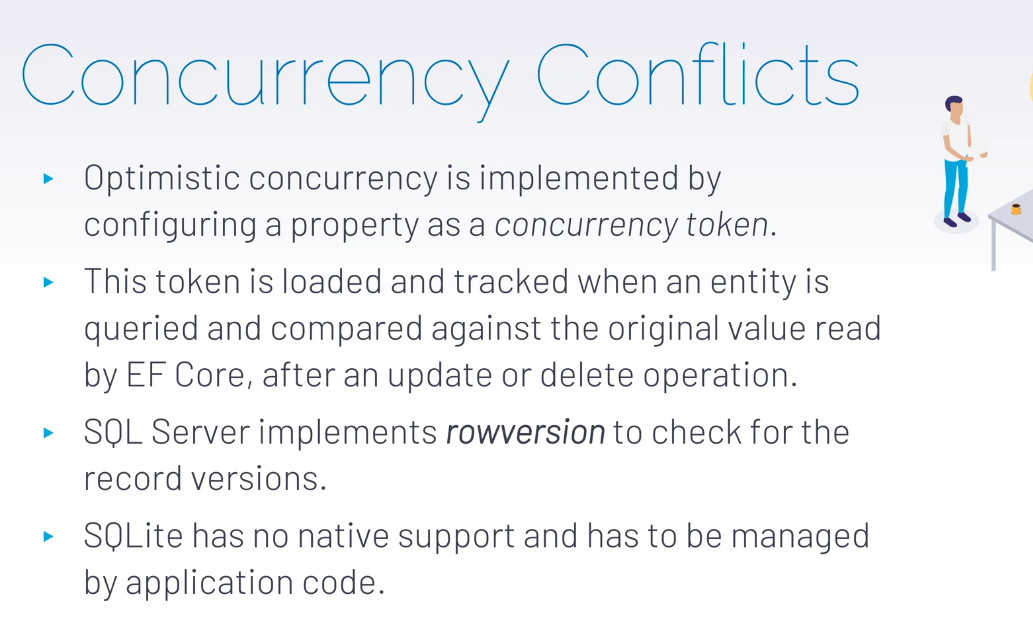 Concurrency Conflicts
Optimistic concurrency is implemented by
configuring a property as a concurrency token.
This token is loaded and tracked when an entity is
queried and compared against the original value read
by EF Core, after an update or delete operation.
SQL Server implements rowversion to check for the
record versions.
SQLite has no native support and has to be managed
by application code.